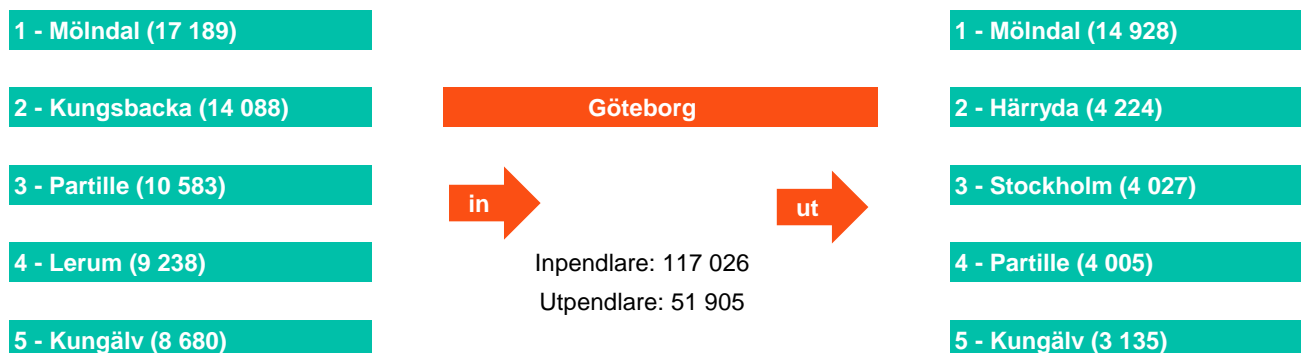 1 - Mölndal (17 189)
2 - Kungsbacka (14 088)
3 - Partille (10 583)
4 - Lerum (9 238)
5 - Kungälv (8 680)
Göteborg
in
ut
Inpendlare: 117 026
Utpendlare: 51 905
1 - Mölndal (14 928)
2 - Härryda (4 224)
3 - Stockholm (4 027)
4 - Partille (4 005)
5 - Kungälv (3 135)